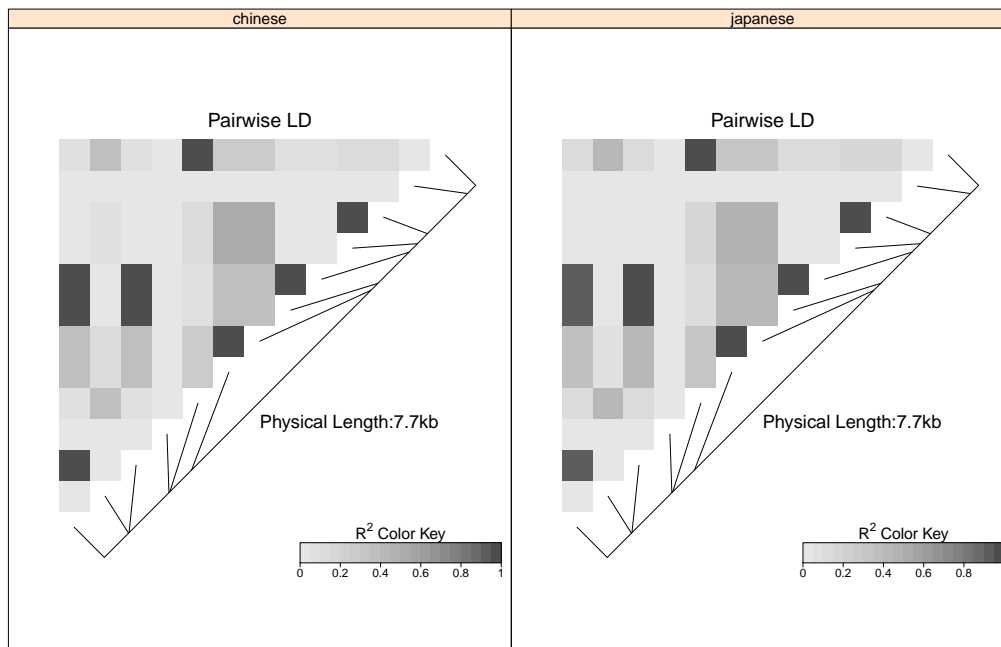 chinese
japanese
Pairwise LD
Pairwise LD
Physical Length:7.7kb
Physical Length:7.7kb
R² Color Key
R² Color Key
0 0.2 0.4 0.6 0.8 1
0 0.2 0.4 0.6 0.8